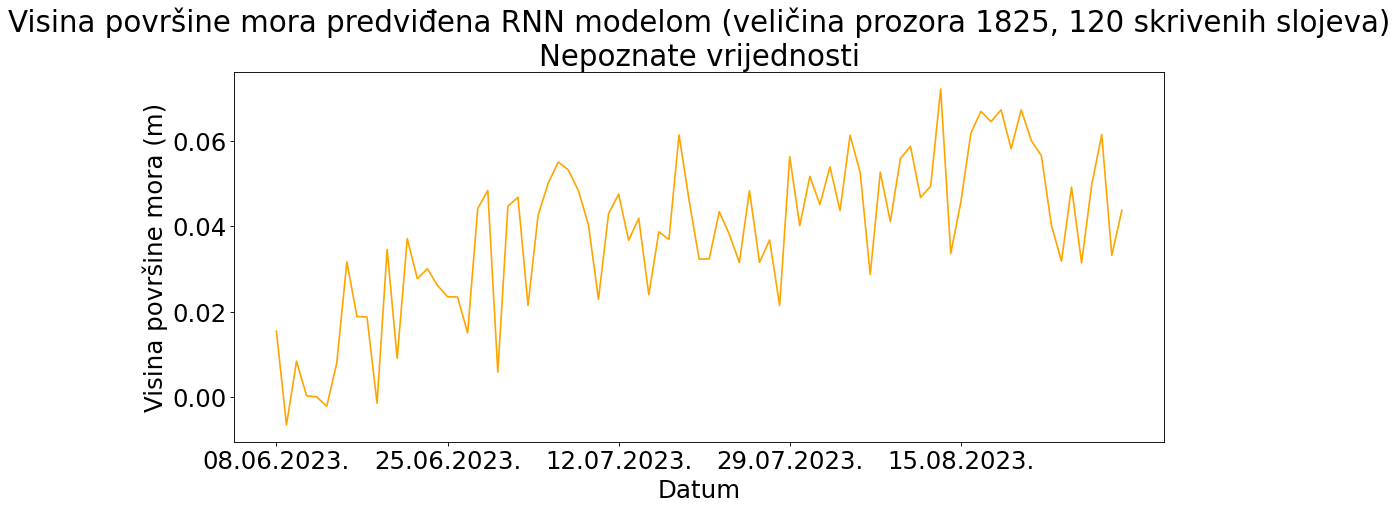 Visina površine mora predviđena RNN modelom (veličina prozora 1825, 120 skrivenih slojeva)
Nepoznate vrijednosti
Visina površine mora (m)
0.06
0.04
0.02
0.00
08.06.2023. 25.06.2023. 12.07.2023. 29.07.2023. 15.08.2023.
Datum